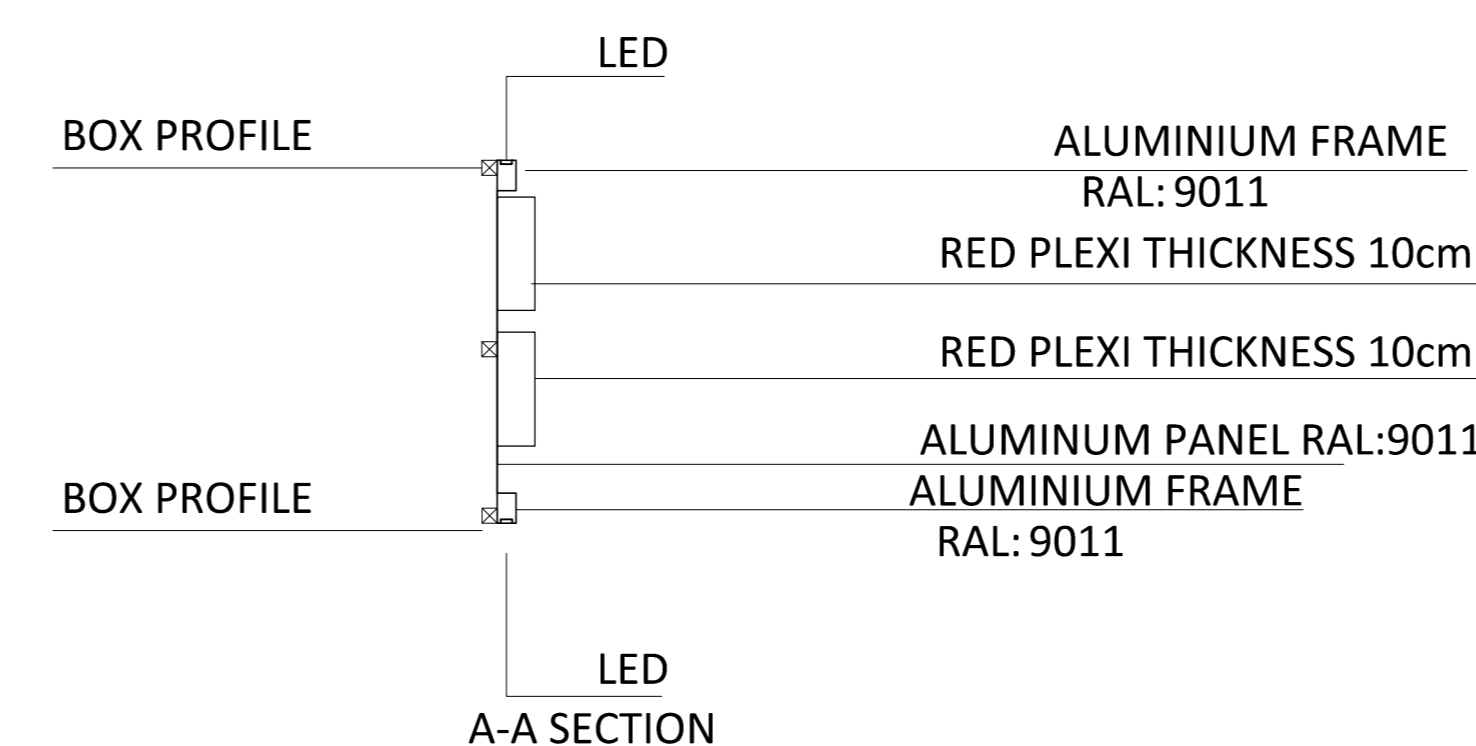 LED
BOX PROFILE
ALUMINIUM FRAME
RAL: 9011
RED PLEXI THICKNESS 10cm
RED PLEXI THICKNESS 10cm
ALUMINUM PANEL RAL:9011
BOX PROFILE
ALUMINIUM FRAME
RAL: 9011
LED
A-A SECTION